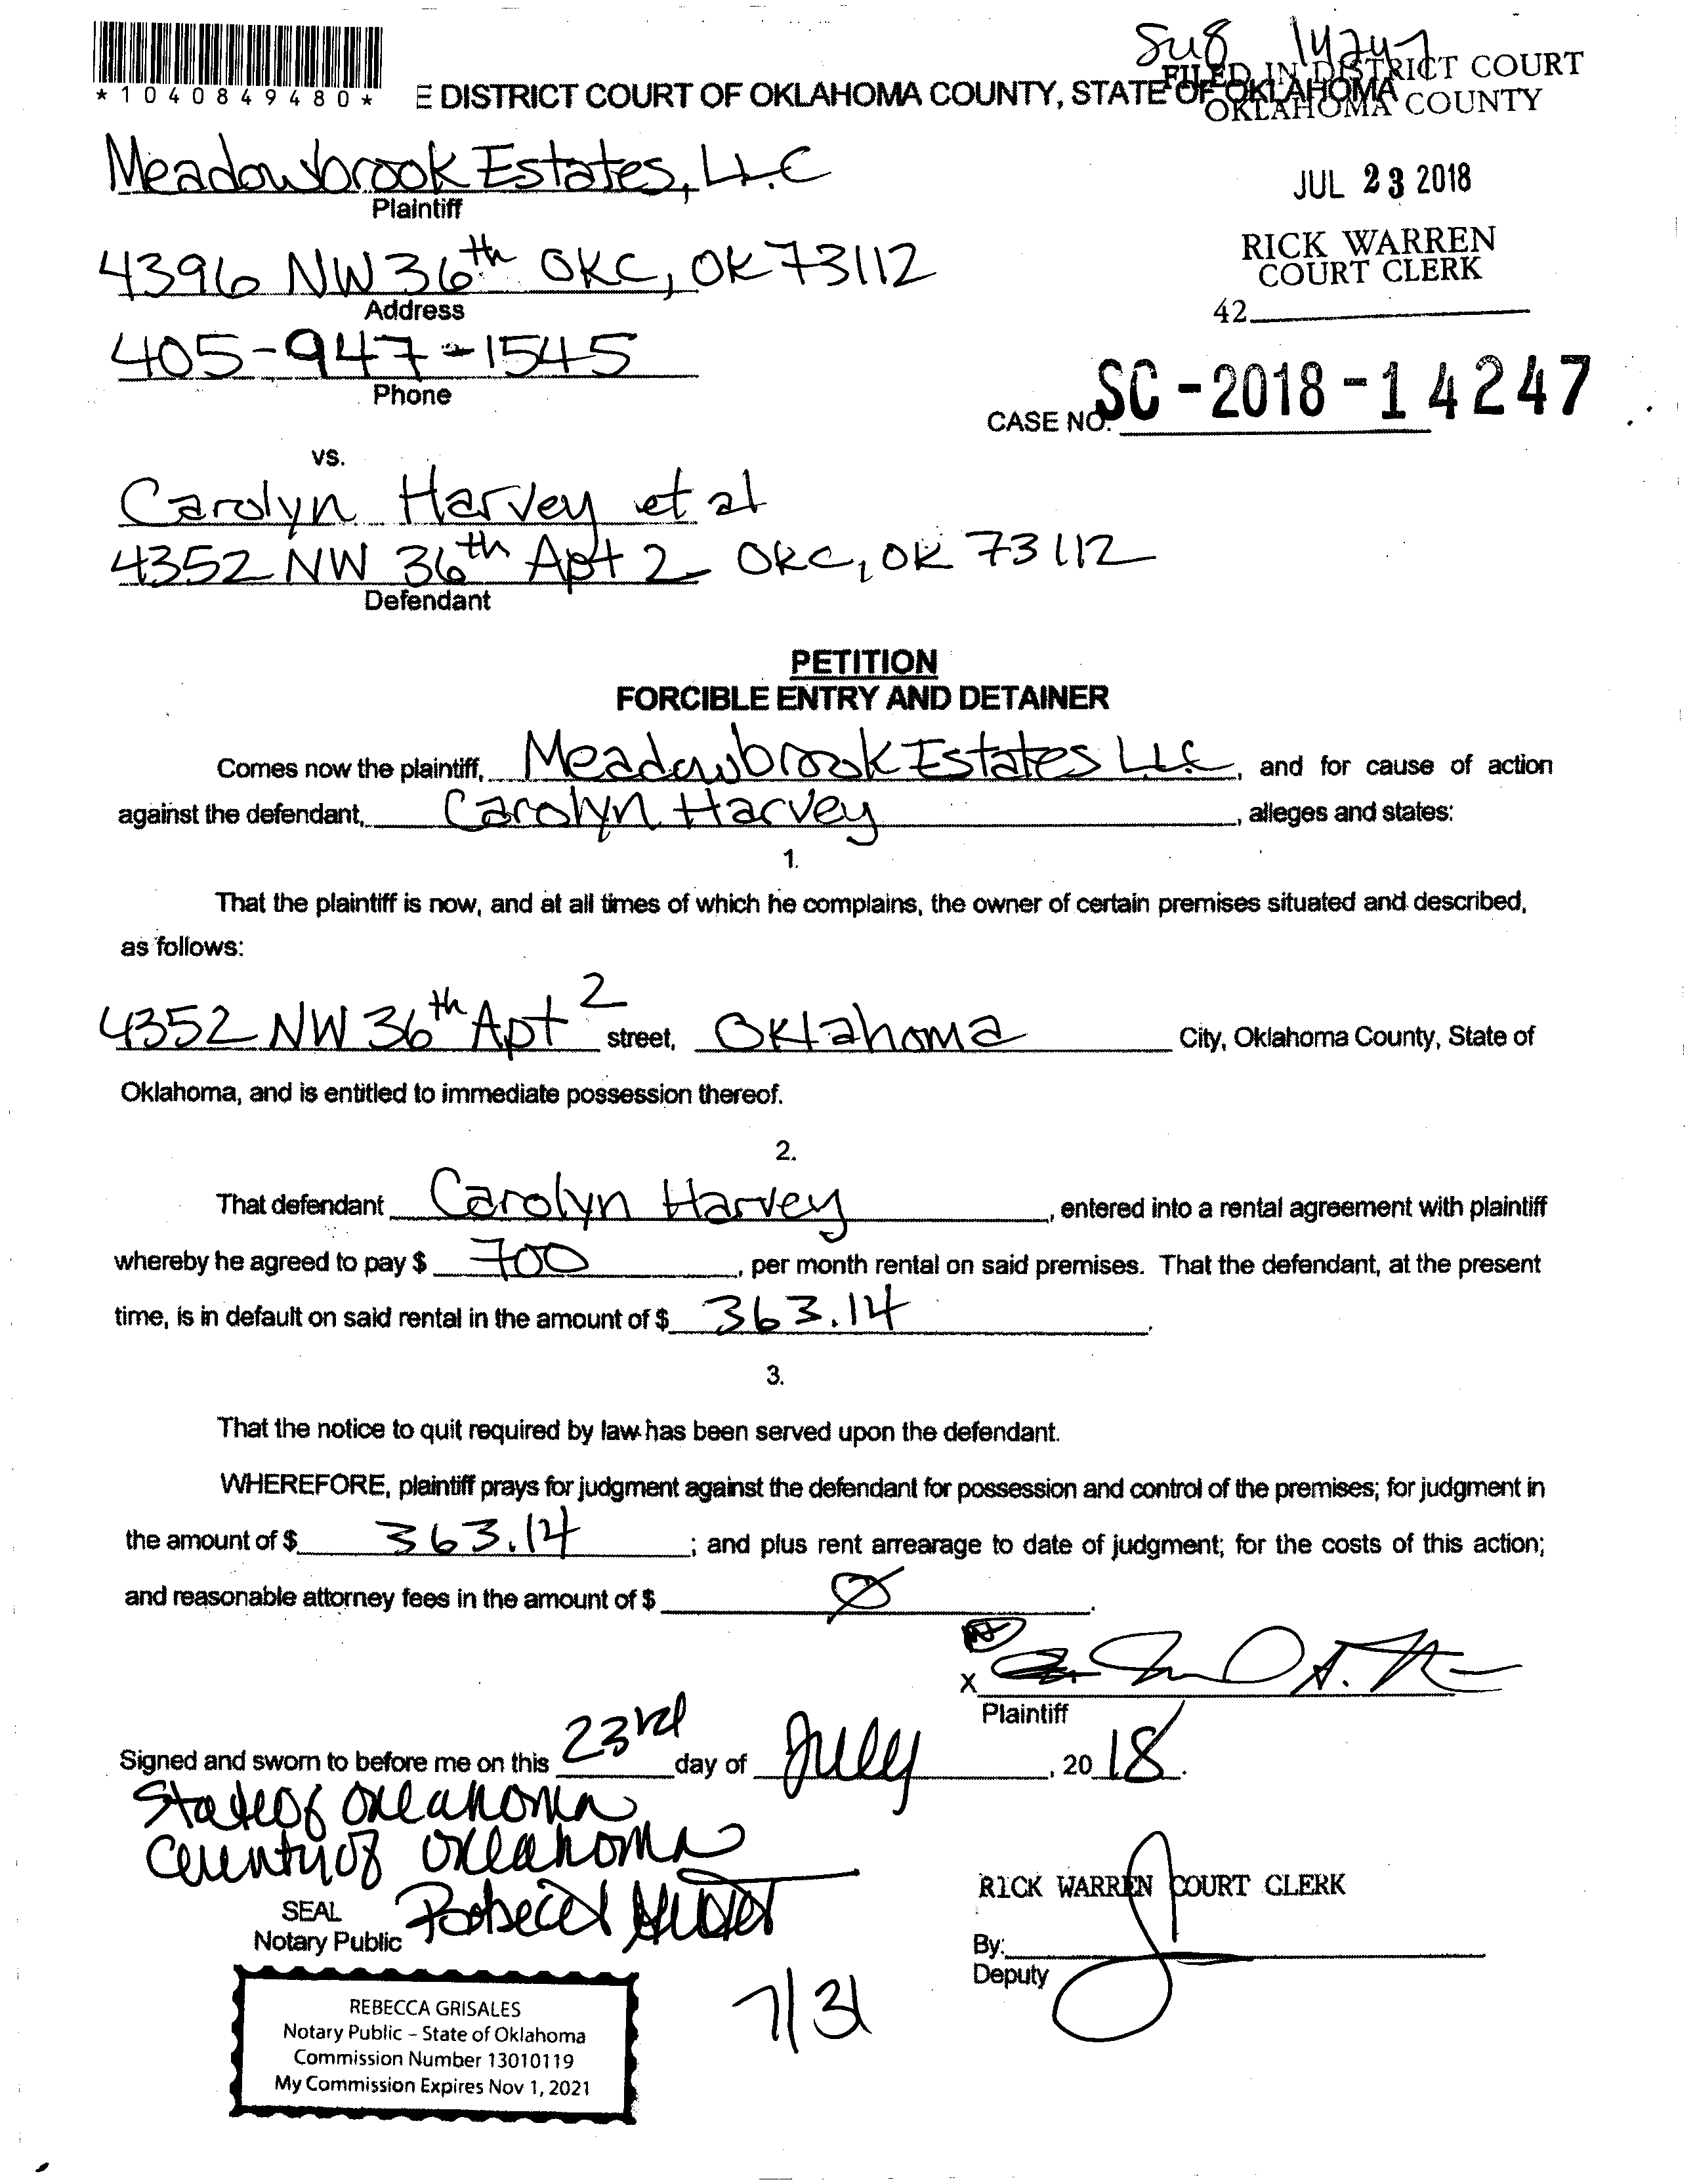 Sug 14247
*1040849480*
E DISTRICT COURT OF OKLAHOMA COUNTY, STATE OF OKLAHOMA
FILED IN DISTRICT COURT
OKLAHOMA COUNTY
Meadowbrook Estates, LLC
Plaintiff
JUL 23 2018
4396 NW 36th OKC, OK 73112
Address
RICK WARREN
COURT CLERK
42
405-947-1545
Phone
CASE NO. SC-2018-14247
vs.
Carolyn Harvey et al
4352 NW 36th Apt 2 OKC, OK 73112
Defendant
PETITION
FORCIBLE ENTRY AND DETAINER
Comes now the plaintiff, Meadowbrook Estates LLC, and for cause of action
against the defendant, Carolyn Harvey, alleges and states:
1.
That the plaintiff is now, and at all times of which he complains, the owner of certain premises situated and described,
as follows:
4352 NW 36th Apt 2 street, Oklahoma City, Oklahoma County, State of
Oklahoma, and is entitled to immediate possession thereof.
2.
That defendant Carolyn Harvey, entered into a rental agreement with plaintiff
whereby he agreed to pay $ 700, per month rental on said premises. That the defendant, at the present
time, is in default on said rental in the amount of $ 363.14.
3.
That the notice to quit required by law has been served upon the defendant.
WHEREFORE, plaintiff prays for judgment against the defendant for possession and control of the premises; for judgment in
the amount of $ 363.14; and plus rent arrearage to date of judgment; for the costs of this action;
and reasonable attorney fees in the amount of $ Ø.
X
Plaintiff
Signed and sworn to before me on this 23rd day of July, 2018.
State of Oklahoma
County of Oklahoma
RICK WARREN COURT CLERK
SEAL
Notary Public
By:
Deputy
7/31
REBECCA GRISALES
Notary Public – State of Oklahoma
Commission Number 13010119
My Commission Expires Nov 1, 2021